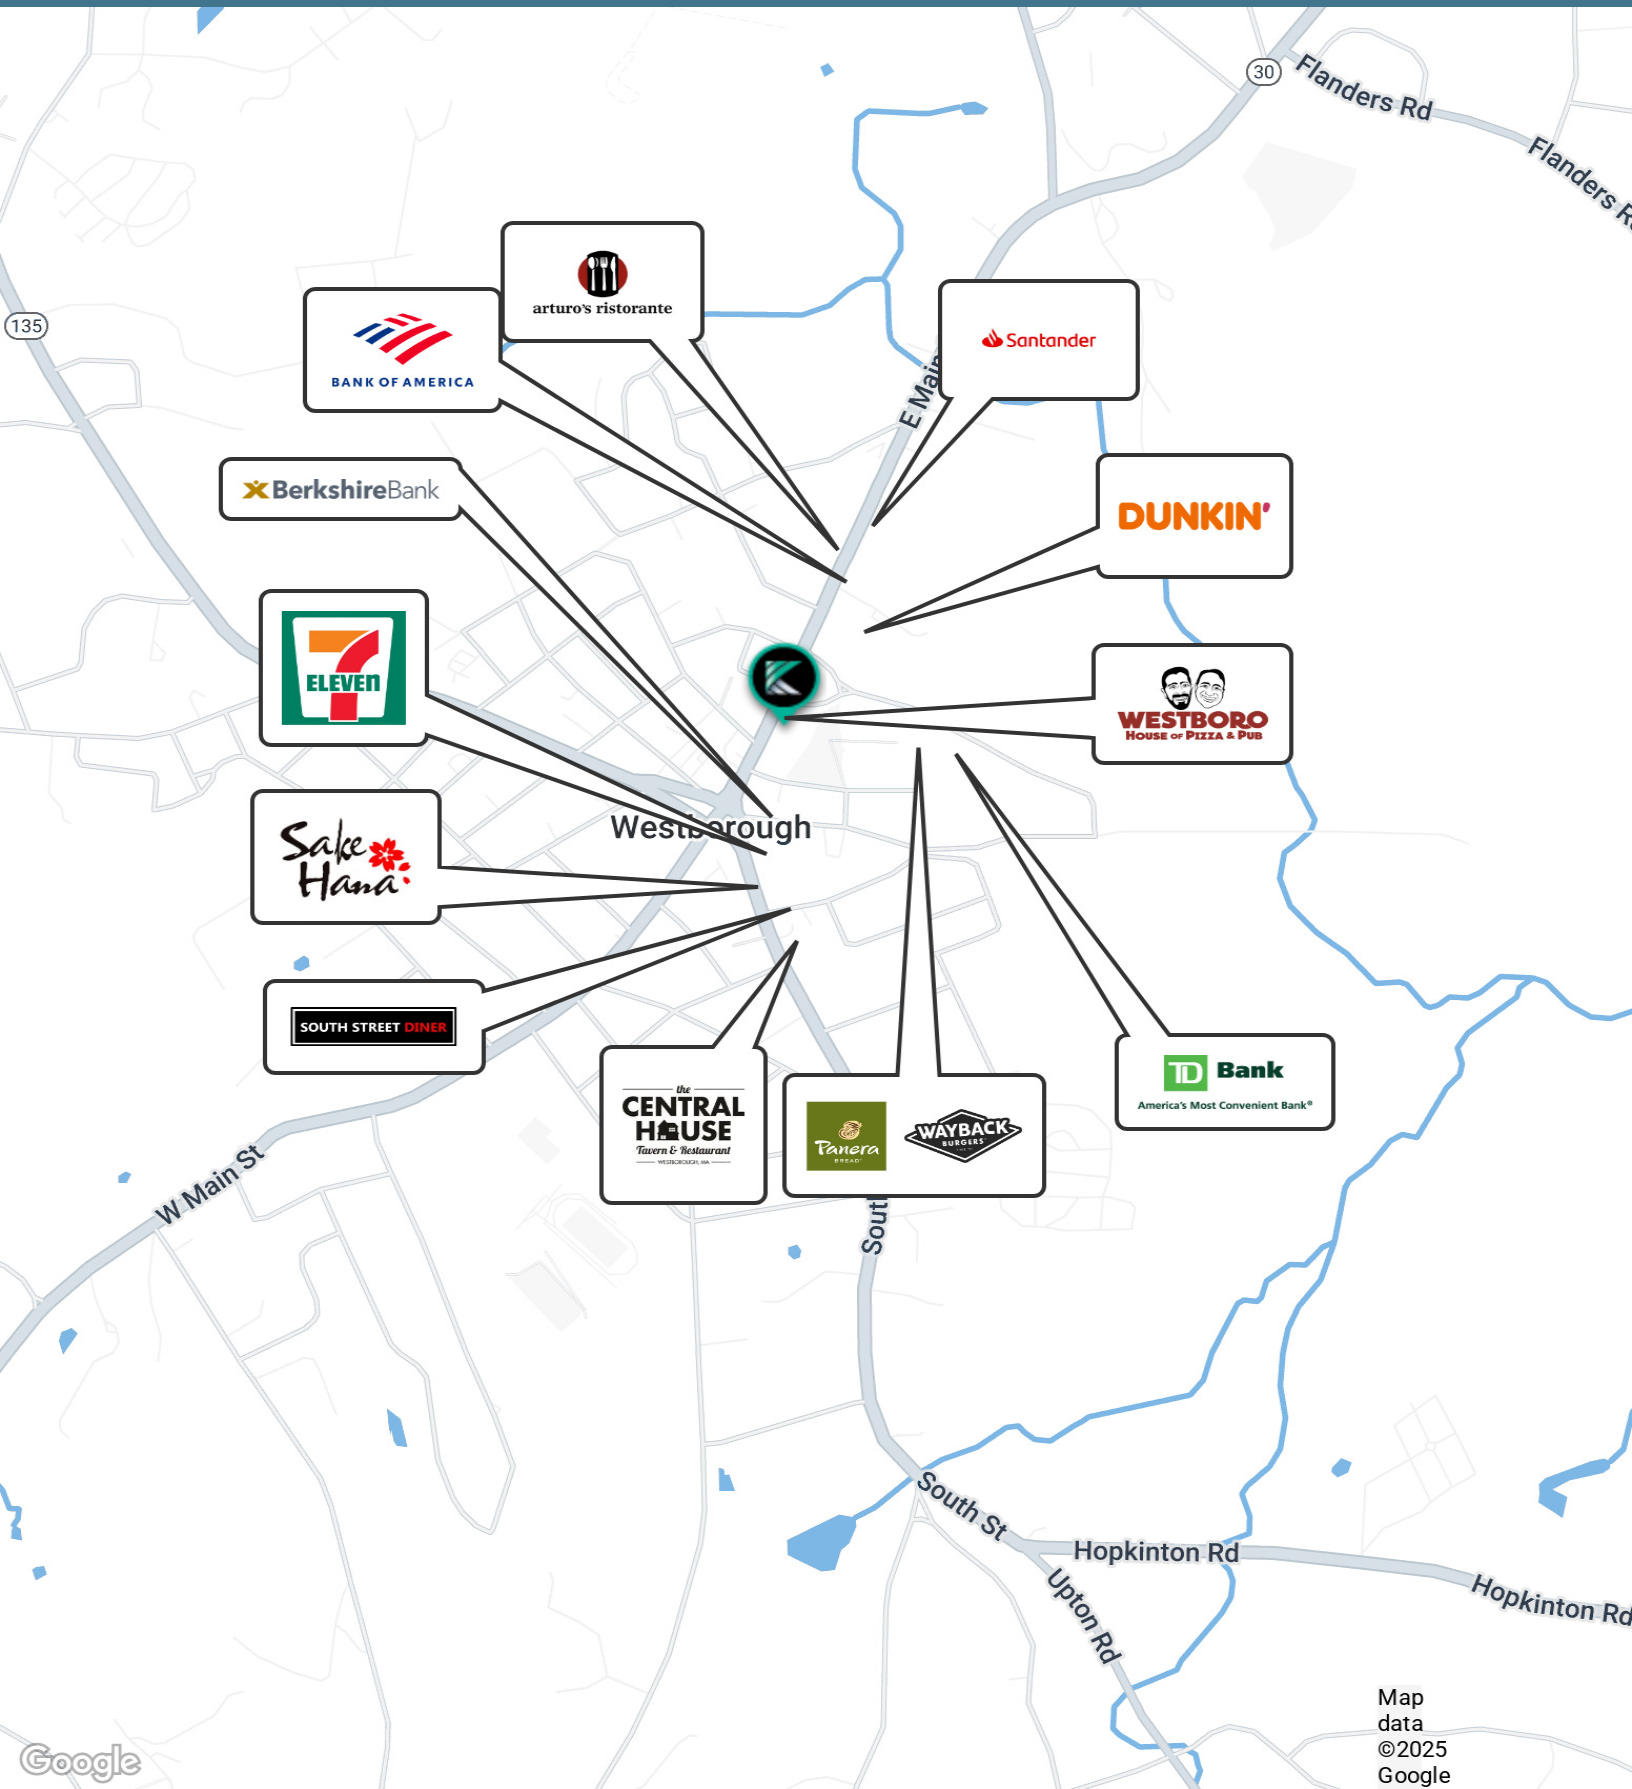 30
Flanders Rd
Flanders R
arturo's ristorante
135
BANK OF AMERICA
Santander
E Main
BerkshireBank
DUNKIN'
7
ELEVEN
WESTBORO
HOUSE OF PIZZA & PUB
Westborough
Sake
Hana
SOUTH STREET DINER
the
CENTRAL
HOUSE
Tavern & Restaurant
WESTBOROUGH, MA
Panera
BREAD
WAYBACK
BURGERS
TD Bank
America's Most Convenient Bank®
W Main St
Sout
South St
Hopkinton Rd
Hopkinton Rd
Upton Rd
Map
data
©2025
Google
Google